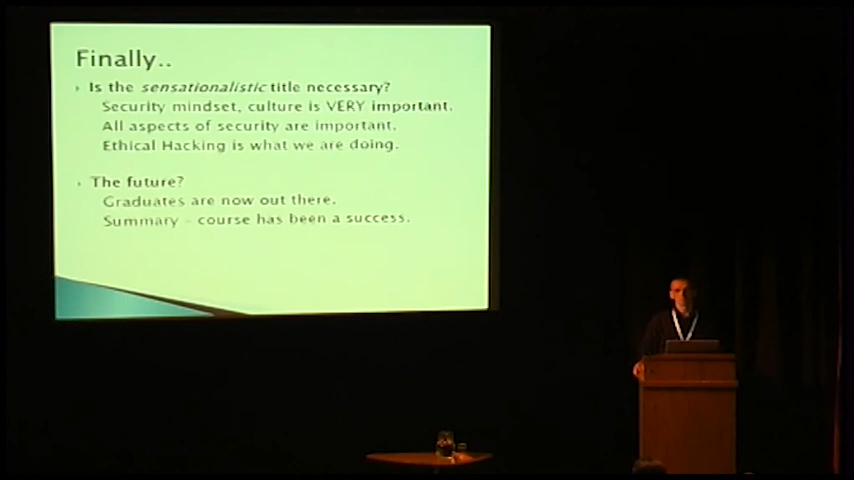 Finally..
Is the sensationalistic title necessary?
Security mindset, culture is VERY important.
All aspects of security are important.
Ethical Hacking is what we are doing.
The future?
Graduates are now out there.
Summary – course has been a success.